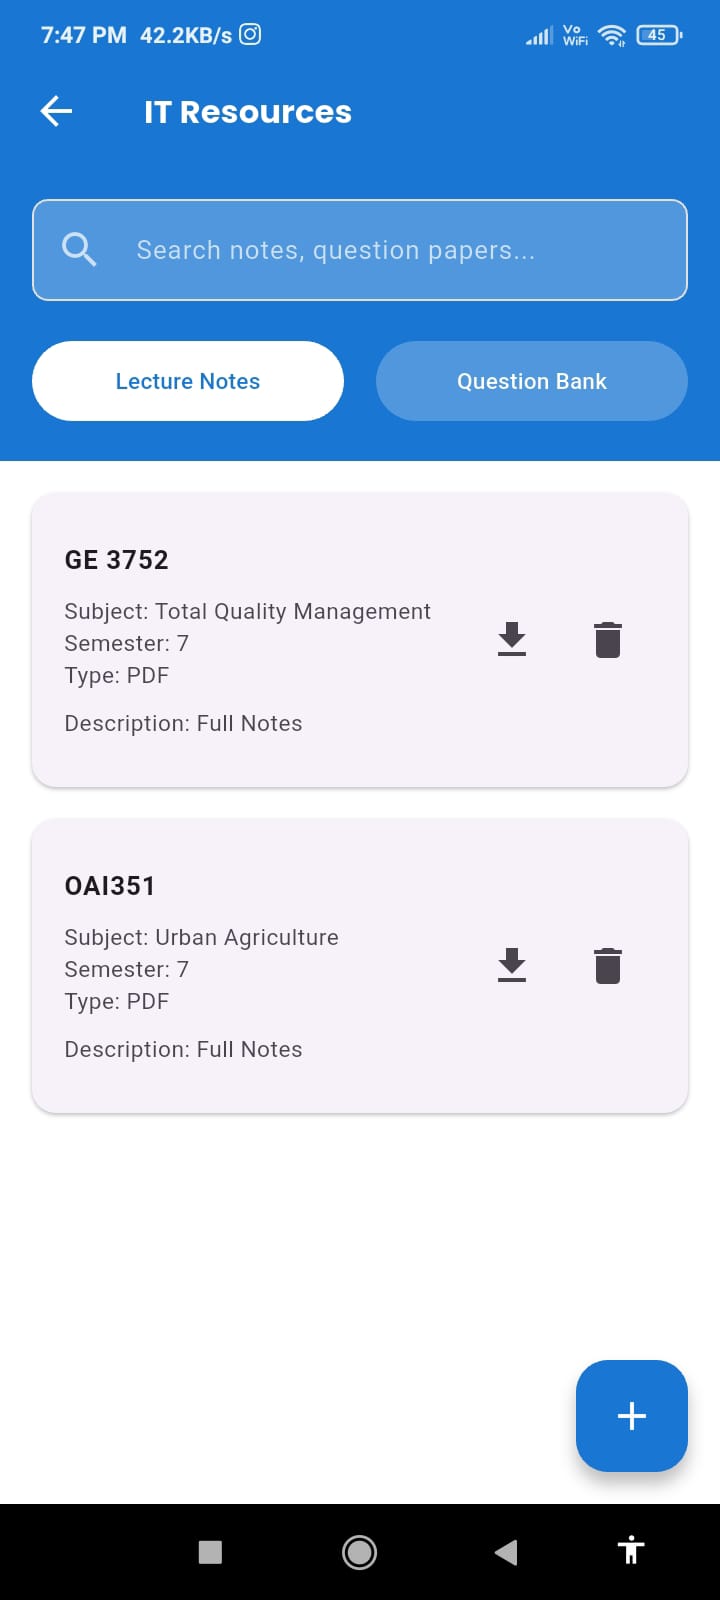 7:47 PM 42.2KB/s Vo WiFi 45
IT Resources
Search notes, question papers...
Lecture Notes Question Bank
GE 3752
Subject: Total Quality Management
Semester: 7
Type: PDF
Description: Full Notes
OAI351
Subject: Urban Agriculture
Semester: 7
Type: PDF
Description: Full Notes